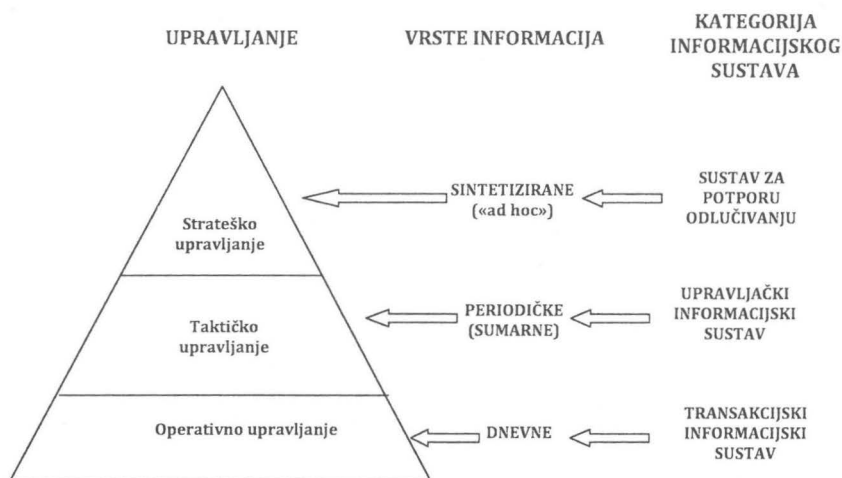 UPRAVLJANJE
VRSTE INFORMACIJA
KATEGORIJA
INFORMACIJSKOG
SUSTAVA
Strateško
upravljanje
SINTETIZIRANE
(«ad hoc»)
SUSTAV ZA
POTPORU
ODLUČIVANJU
Taktičko
upravljanje
PERIODIČKE
(SUMARNE)
UPRAVLJAČKI
INFORMACIJSKI
SUSTAV
Operativno upravljanje
DNEVNE
TRANSAKCIJSKI
INFORMACIJSKI
SUSTAV